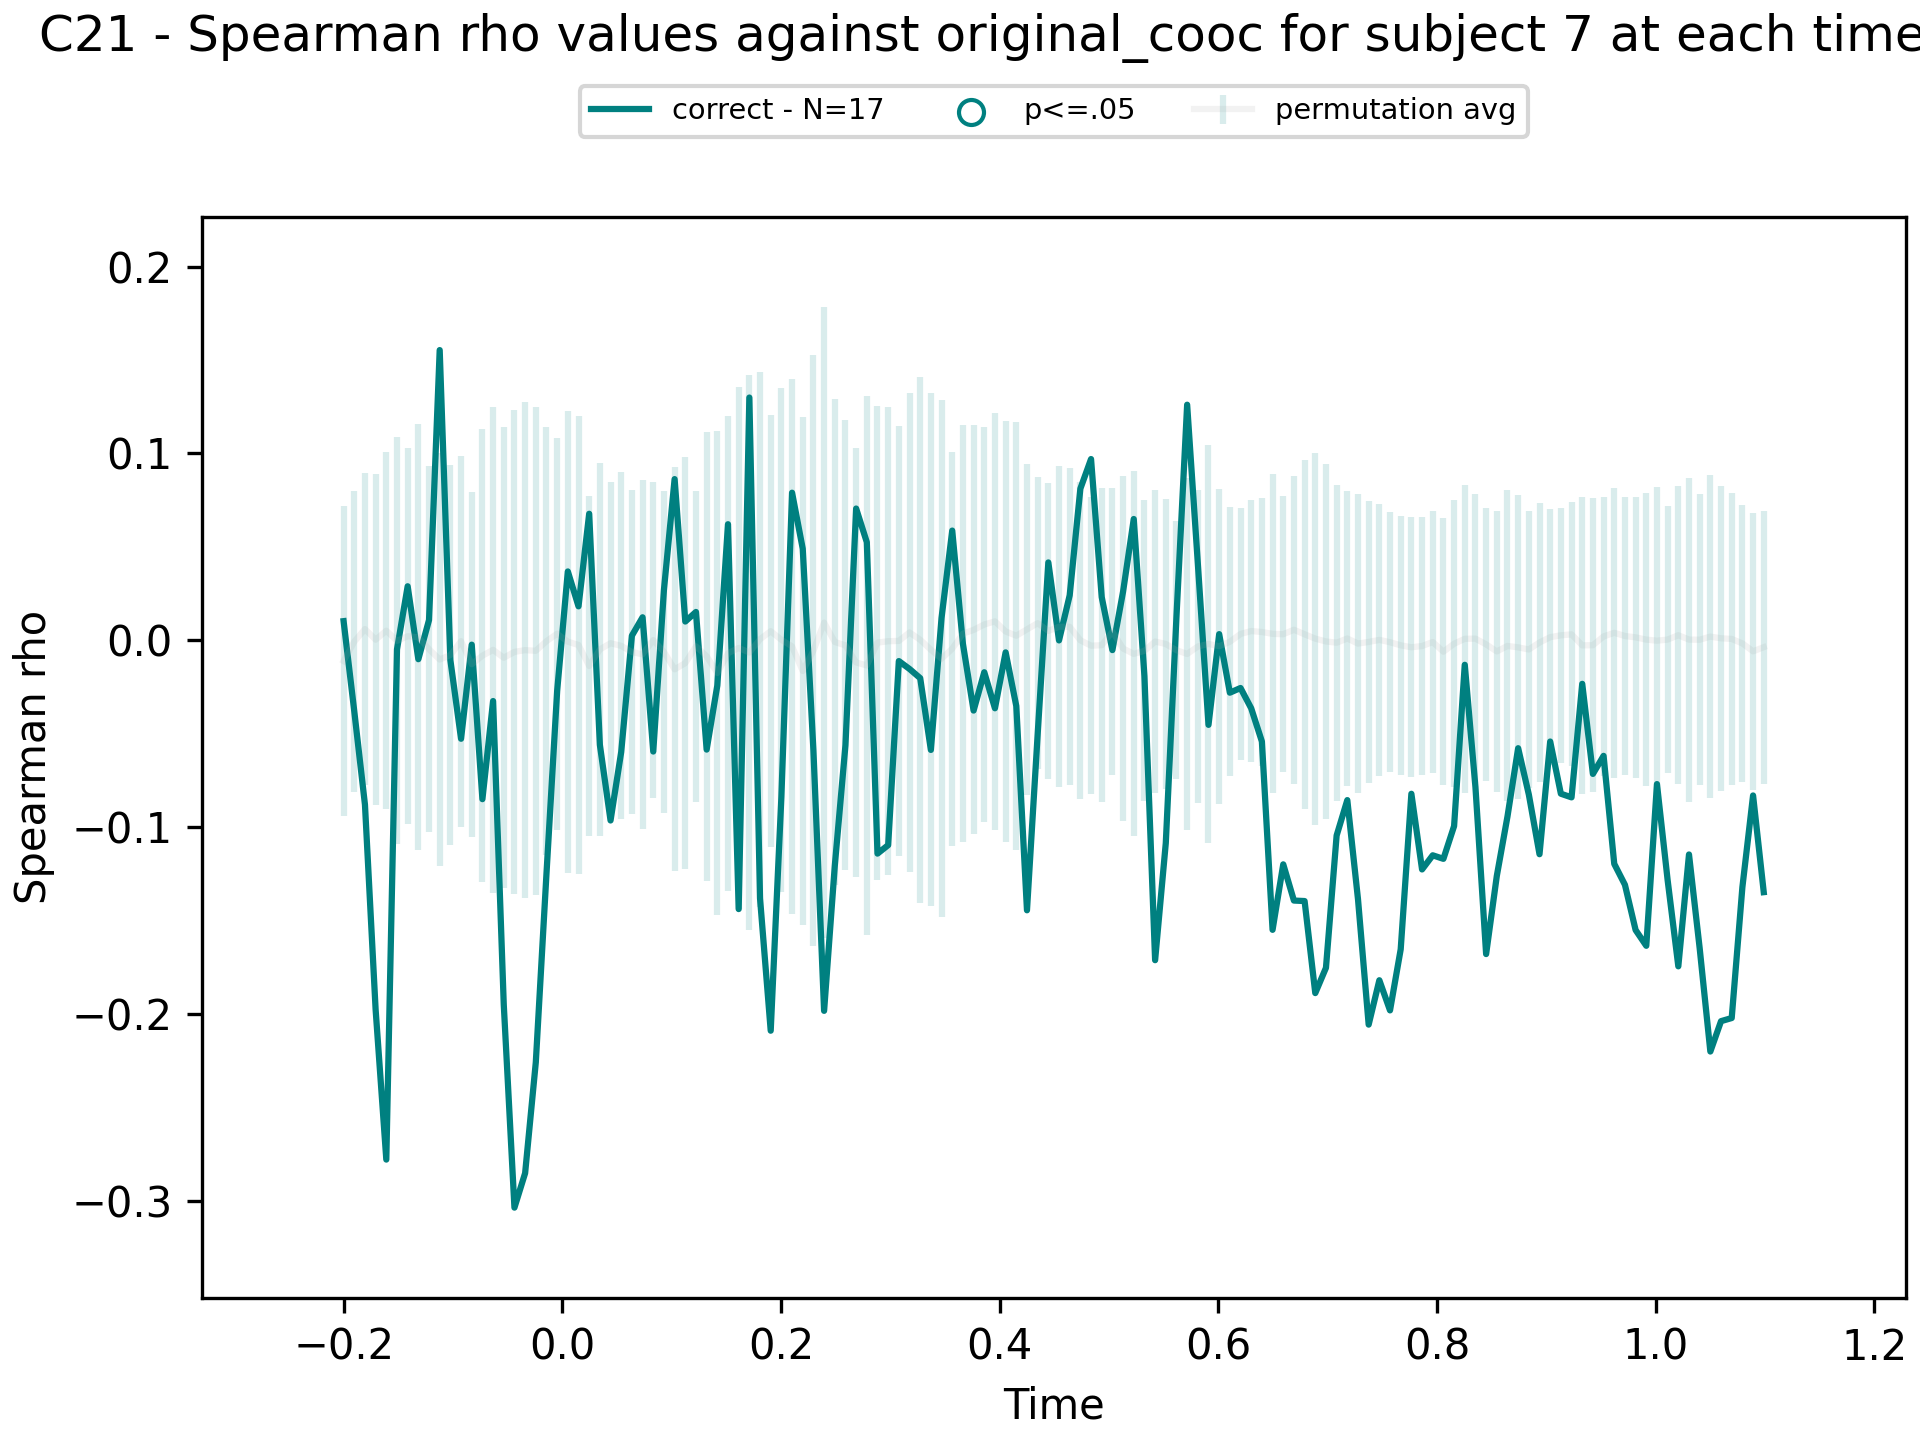 C21 - Spearman rho values against original_cooc for subject 7 at each time
correct - N=17 p<=.05 permutation avg
0.2
0.1
0.0
−0.1
−0.2
−0.3
Spearman rho
−0.2 0.0 0.2 0.4 0.6 0.8 1.0 1.2
Time